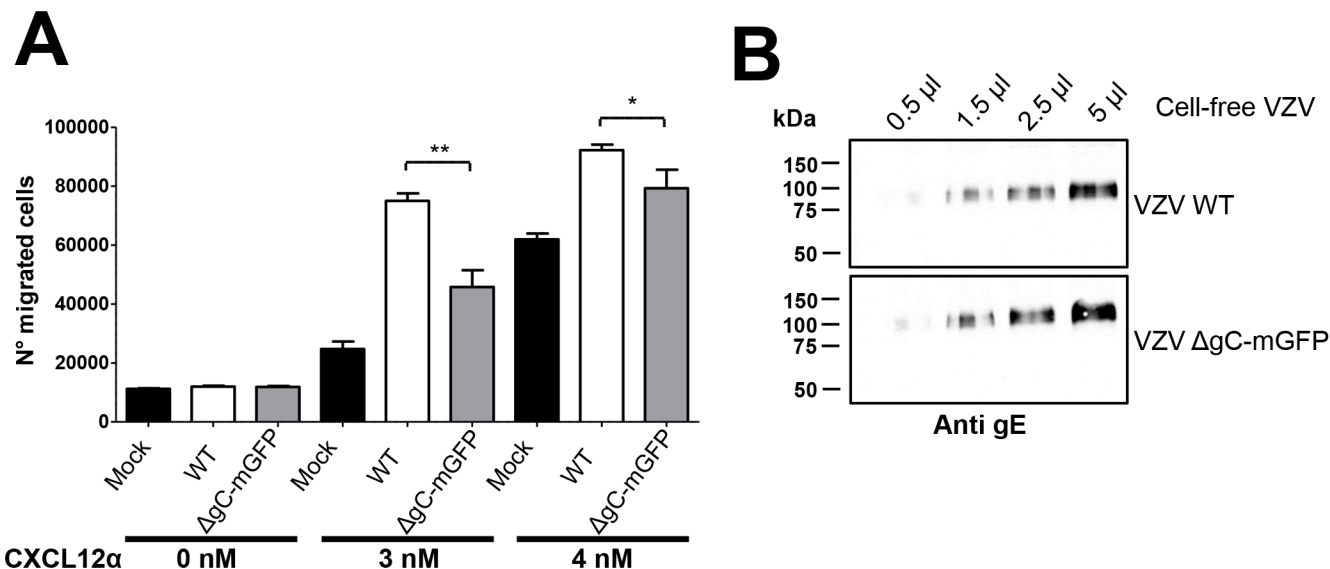 A
100000
80000
60000
40000
20000
0
N° migrated cells
**
*
Mock
WT
ΔgC-mGFP
Mock
WT
ΔgC-mGFP
Mock
WT
ΔgC-mGFP
CXCL12α 0 nM 3 nM 4 nM
B
kDa 0.5 µl 1.5 µl 2.5 µl 5 µl Cell-free VZV
150
100
75
50
VZV WT
150
100
75
50
VZV ΔgC-mGFP
Anti gE